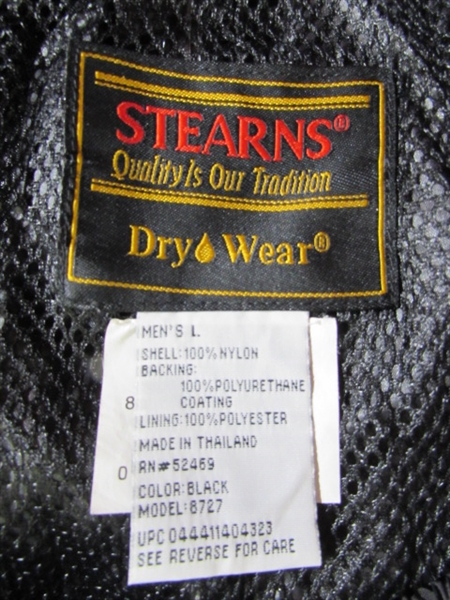 STEARNS®
Quality Is Our Tradition
Dry Wear®
MEN'S L
SHELL:100%NYLON
BACKING:
100%POLYURETHANE
COATING
LINING:100%POLYESTER
MADE IN THAILAND
RN#52469
COLOR:BLACK
MODEL:8727
UPC 044411404323
SEE REVERSE FOR CARE
8
0